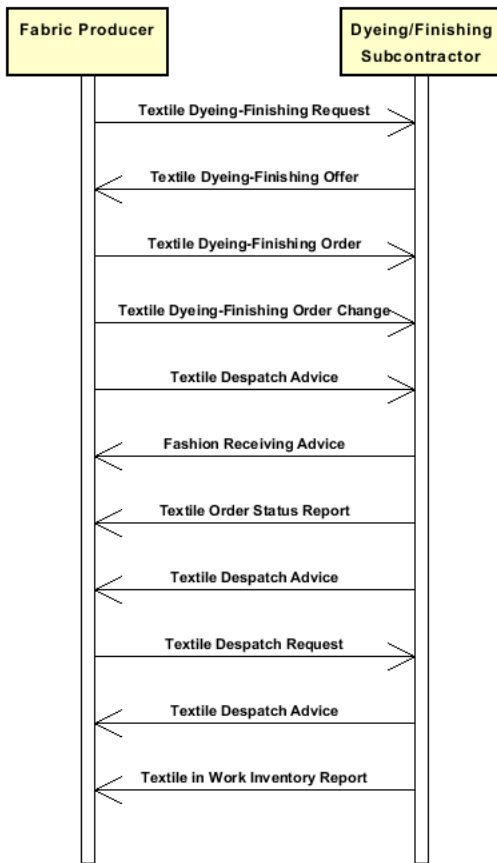 Fabric Producer
Dyeing/Finishing
Subcontractor
Textile Dyeing-Finishing Request
Textile Dyeing-Finishing Offer
Textile Dyeing-Finishing Order
Textile Dyeing-Finishing Order Change
Textile Despatch Advice
Fashion Receiving Advice
Textile Order Status Report
Textile Despatch Advice
Textile Despatch Request
Textile Despatch Advice
Textile in Work Inventory Report